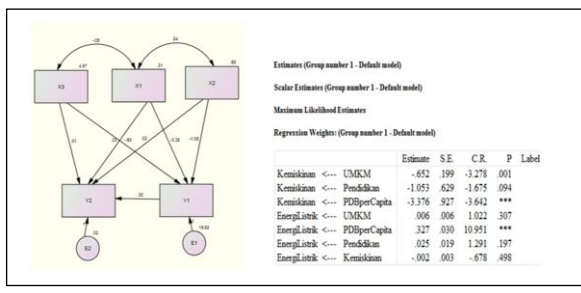 X3
X1
X2
Y2
Y1
E2
E1
Estimates (Group number 1 - Default model)
Scalar Estimates (Group number 1 - Default model)
Maximum Likelihood Estimates
Regression Weights: (Group number 1 - Default model)
Estimate S.E. C.R. P Label
Kemiskinan <--- UMKM -.652 .199 -3.278 .001
Kemiskinan <--- Pendidikan -1.053 .629 -1.675 .094
Kemiskinan <--- PDBperCapita -3.376 .927 -3.642 ***
EnergiListrik <--- UMKM .006 .006 1.022 .307
EnergiListrik <--- PDBperCapita .327 .030 10.951 ***
EnergiListrik <--- Pendidikan .025 .019 1.291 .197
EnergiListrik <--- Kemiskinan -.002 .003 -.678 .498